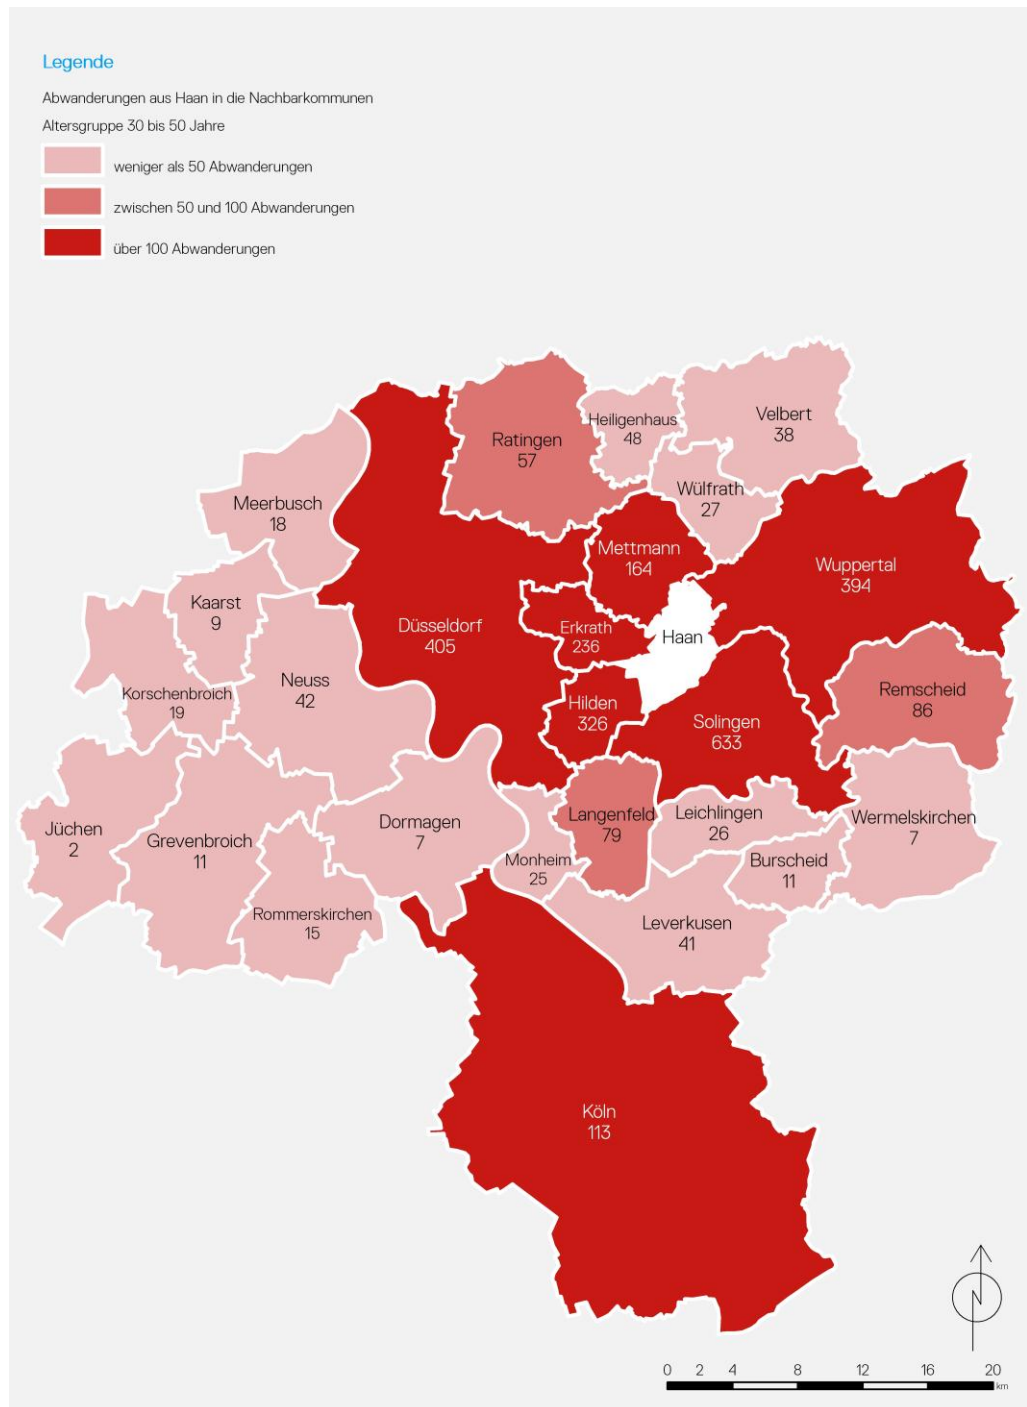 Legende
Abwanderungen aus Haan in die Nachbarkommunen
Altersgruppe 30 bis 50 Jahre
weniger als 50 Abwanderungen
zwischen 50 und 100 Abwanderungen
über 100 Abwanderungen
Velbert
38
Heiligenhaus
48
Ratingen
57
Wülfrath
27
Meerbusch
18
Mettmann
164
Wuppertal
394
Kaarst
9
Düsseldorf
405
Erkrath
236
Haan
Neuss
42
Korschenbroich
19
Hilden
326
Remscheid
86
Solingen
633
Langenfeld
79
Leichlingen
26
Wermelskirchen
7
Dormagen
7
Jüchen
2
Grevenbroich
11
Monheim
25
Burscheid
11
Rommerskirchen
15
Leverkusen
41
Köln
113
N
0 2 4 8 12 16 20
km